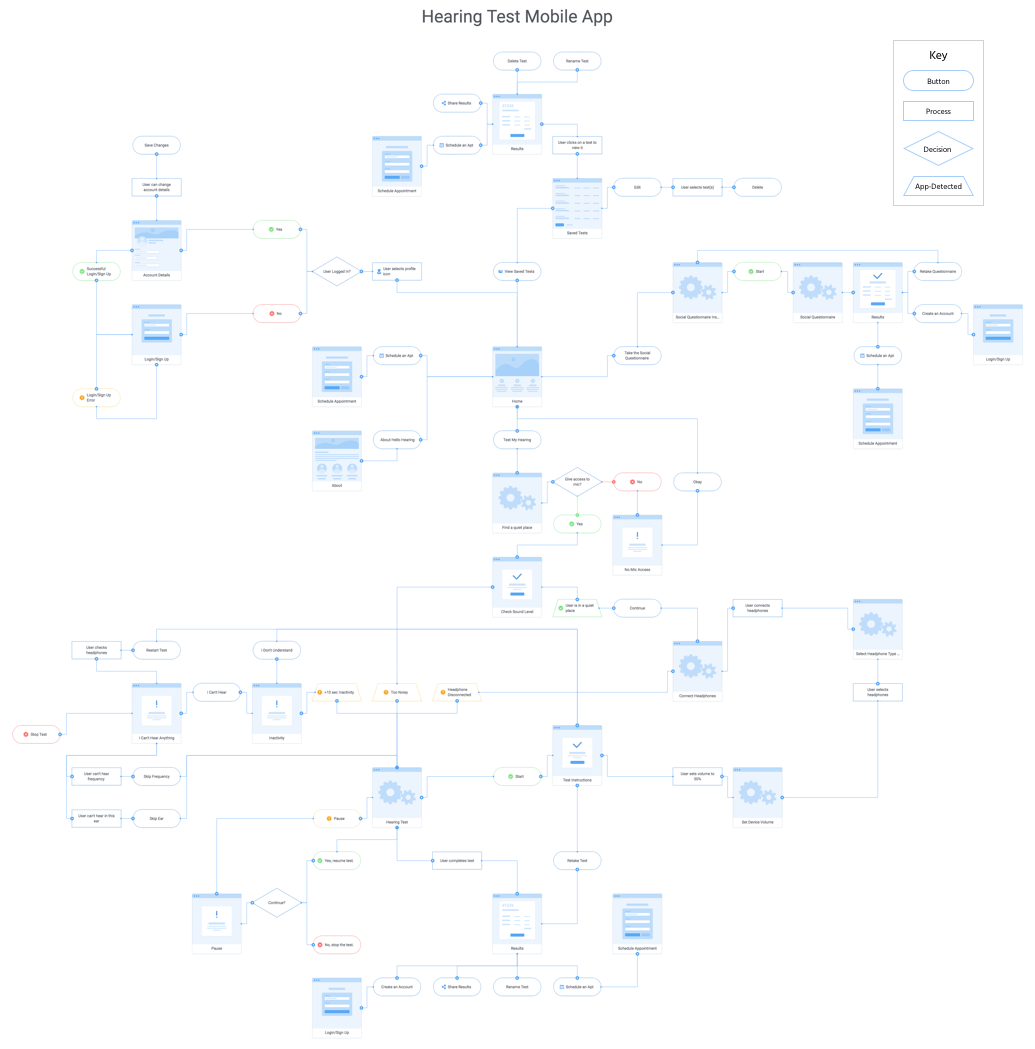 Hearing Test Mobile App
Key
Button
Process
Decision
App-Detected
Delete Test
Rename Test
Share Results
Schedule an Apt
Results
Schedule Appointment
User clicks on a test to
view it
Save Changes
User can change
account details
Edit
User selects test(s)
Delete
Saved Tests
Yes
Account Details
Successful
Login/Sign Up
User Logged in?
User selects profile
icon
View Saved Tests
Start
Retake Questionnaire
No
Social Questionnaire Ins...
Social Questionnaire
Results
Create an Account
Login/Sign Up
Login/Sign Up
Schedule an Apt
Take the Social
Questionnaire
Schedule an Apt
Login/Sign Up
Error
Schedule Appointment
Home
About Hello Hearing
Test My Hearing
Schedule Appointment
About
Give access to
mic?
No
Okay
Find a quiet place
Yes
No Mic Access
Check Sound Level
User is in a quiet
place
Continue
User connects
headphones
User checks
headphones
Restart Test
I Don't Understand
Select Headphone Type ...
I Can't Hear
+10 sec Inactivity
Too Noisy
Headphone
Disconnected
Connect Headphones
User selects
headphones
Stop Test
I Can't Hear Anything
Inactivity
User can't hear
frequency
Skip Frequency
Start
Test Instructions
User sets volume to
50%
User can't hear in this
ear
Skip Ear
Pause
Hearing Test
Set Device Volume
Yes, resume test.
User completes test
Retake Test
Continue?
Pause
No, stop the test.
Results
Schedule Appointment
Create an Account
Share Results
Rename Test
Schedule an Apt
Login/Sign Up